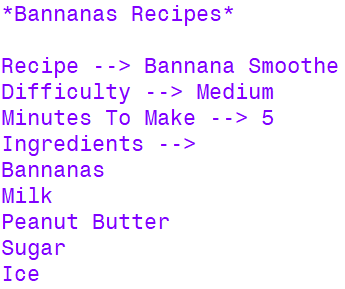 *Bannanas Recipes*
Recipe --> Bannana Smoothe
Difficulty --> Medium
Minutes To Make --> 5
Ingredients -->
Bannanas
Milk
Peanut Butter
Sugar
Ice